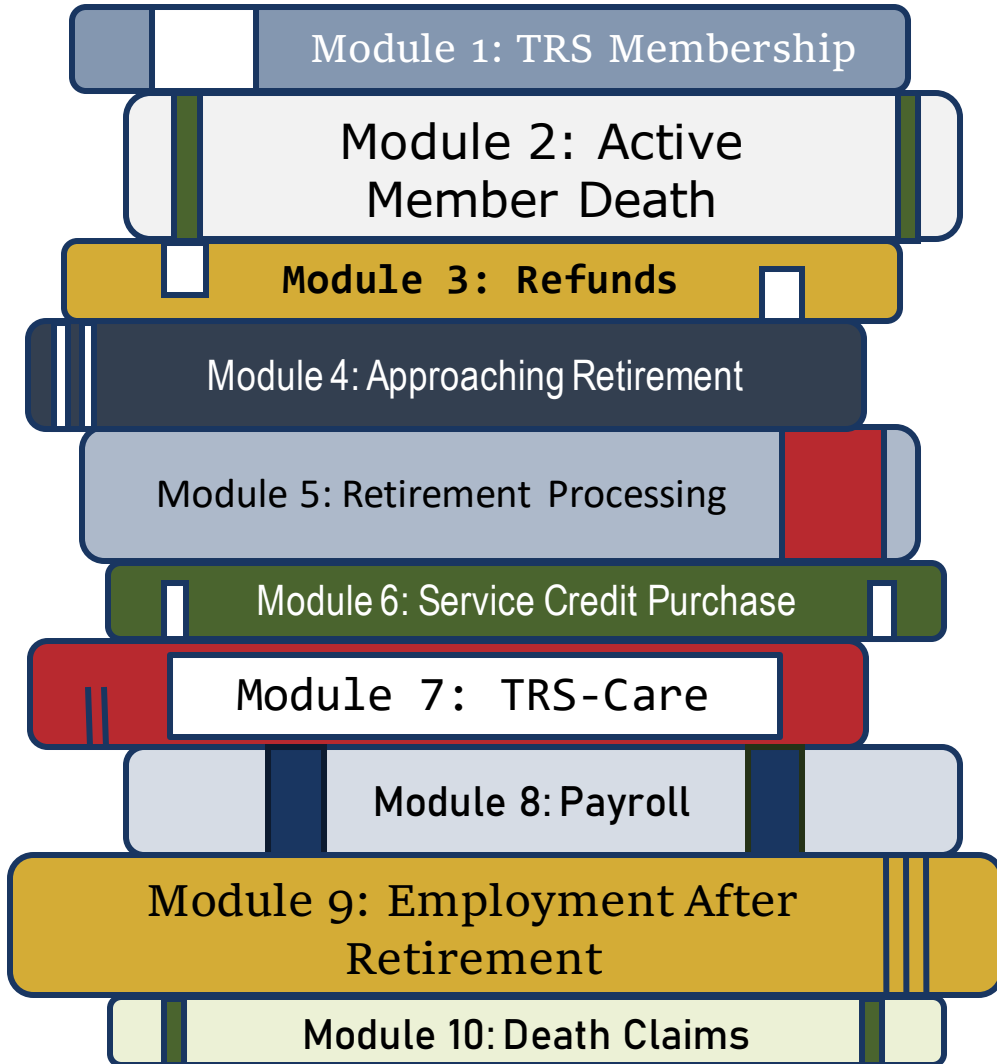 Module 1: TRS Membership
Module 2: Active
Member Death
Module 3: Refunds
Module 4: Approaching Retirement
Module 5: Retirement Processing
Module 6: Service Credit Purchase
Module 7: TRS-Care
Module 8: Payroll
Module 9: Employment After
Retirement
Module 10: Death Claims